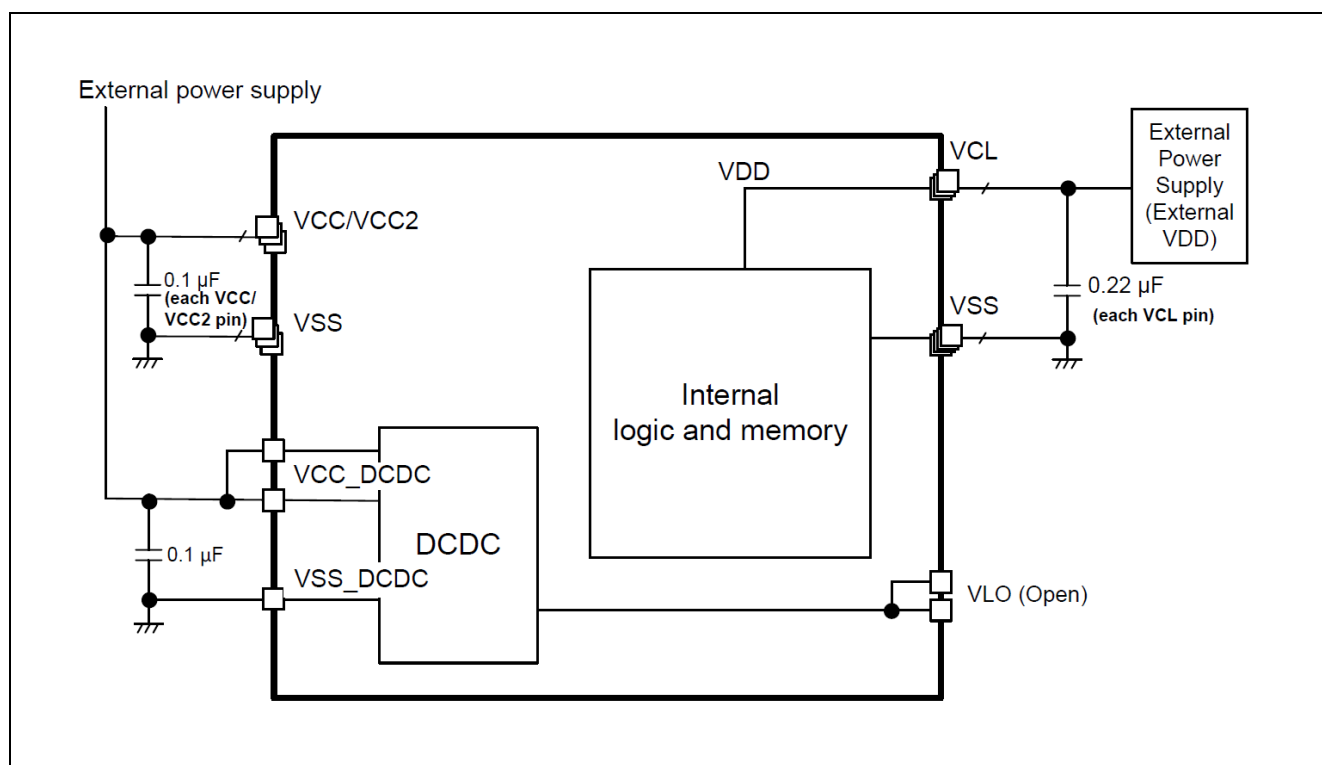 External power supply
VCC/VCC2
0.1 µF
(each VCC/
VCC2 pin)
VSS
VCC_DCDC
0.1 µF
VSS_DCDC
DCDC
VDD
Internal
logic and memory
VCL
VSS
External
Power
Supply
(External
VDD)
0.22 µF
(each VCL pin)
VLO (Open)